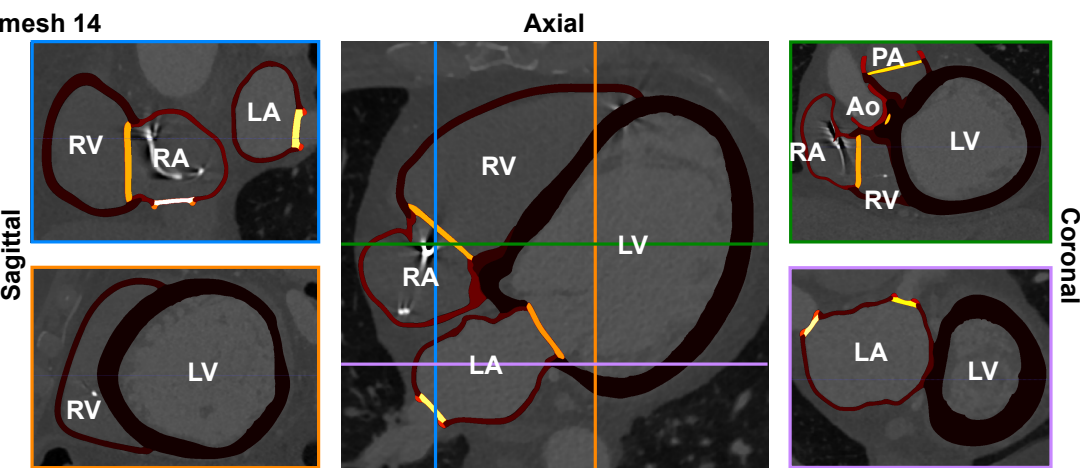 mesh 14
Axial
Sagittal
Coronal
RV
RA
LA
RV
LV
RV
LV
RA
LA
PA
Ao
LV
RA
RV
LA
LV